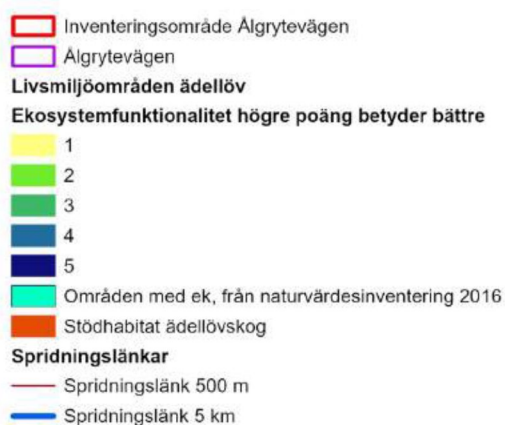 Inventeringsområde Ålgrytevägen
Ålgrytevägen
Livsmiljöområden ädellöv
Ekosystemfunktionalitet högre poäng betyder bättre
1
2
3
4
5
Områden med ek, från naturvärdesinventering 2016
Stödhabitat ädellövskog
Spridningslänkar
Spridningslänk 500 m
Spridningslänk 5 km